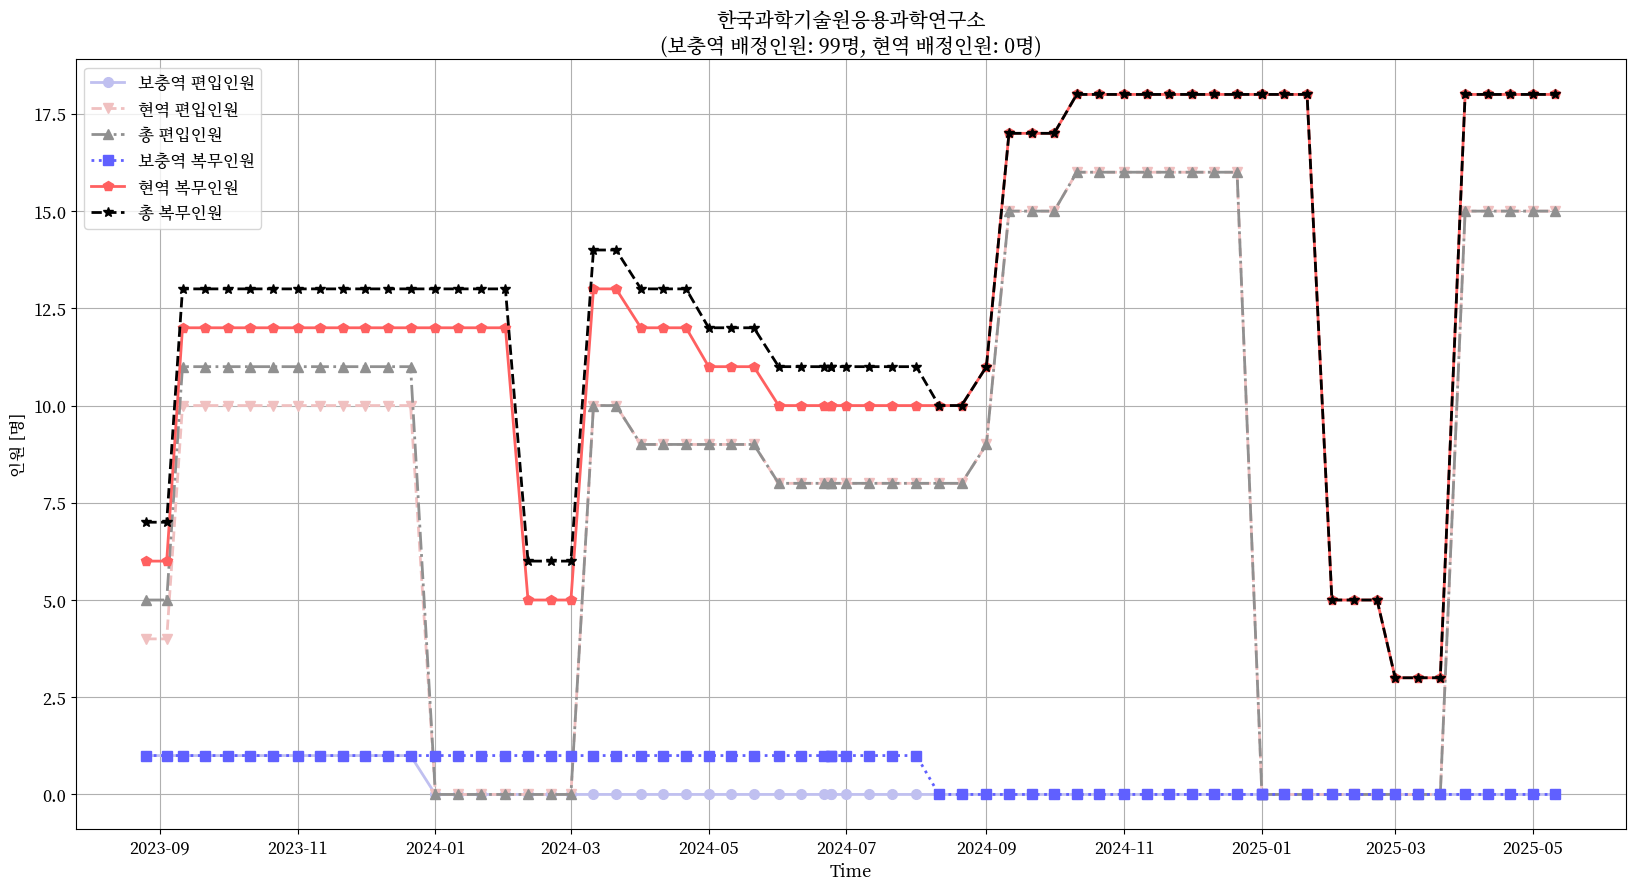 한국과학기술원응용과학연구소
(보충역 배정인원: 99명, 현역 배정인원: 0명)
보충역 편입인원
현역 편입인원
총 편입인원
보충역 복무인원
현역 복무인원
총 복무인원
인원 [명]
17.5
15.0
12.5
10.0
7.5
5.0
2.5
0.0
2023-09 2023-11 2024-01 2024-03 2024-05 2024-07 2024-09 2024-11 2025-01 2025-03 2025-05
Time